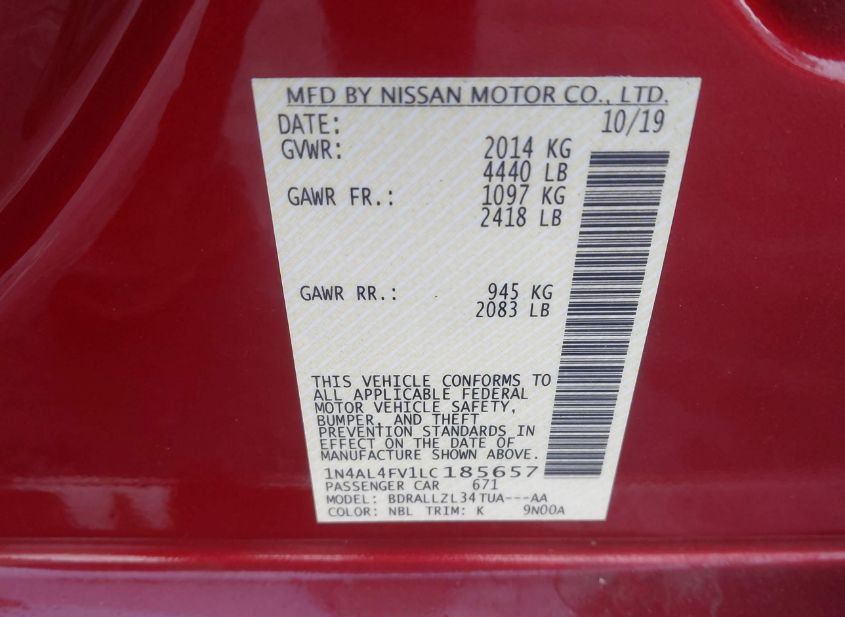 MFD BY NISSAN MOTOR CO., LTD.
DATE: 10/19
GVWR: 2014 KG
4440 LB
GAWR FR.: 1097 KG
2418 LB
GAWR RR.: 945 KG
2083 LB
THIS VEHICLE CONFORMS TO
ALL APPLICABLE FEDERAL
MOTOR VEHICLE SAFETY,
BUMPER, AND THEFT
PREVENTION STANDARDS IN
EFFECT ON THE DATE OF
MANUFACTURE SHOWN ABOVE.
1N4AL4FV1LC185657
PASSENGER CAR 671
MODEL: BDRALLZL34TUA---AA
COLOR: NBL TRIM: K 9N00A